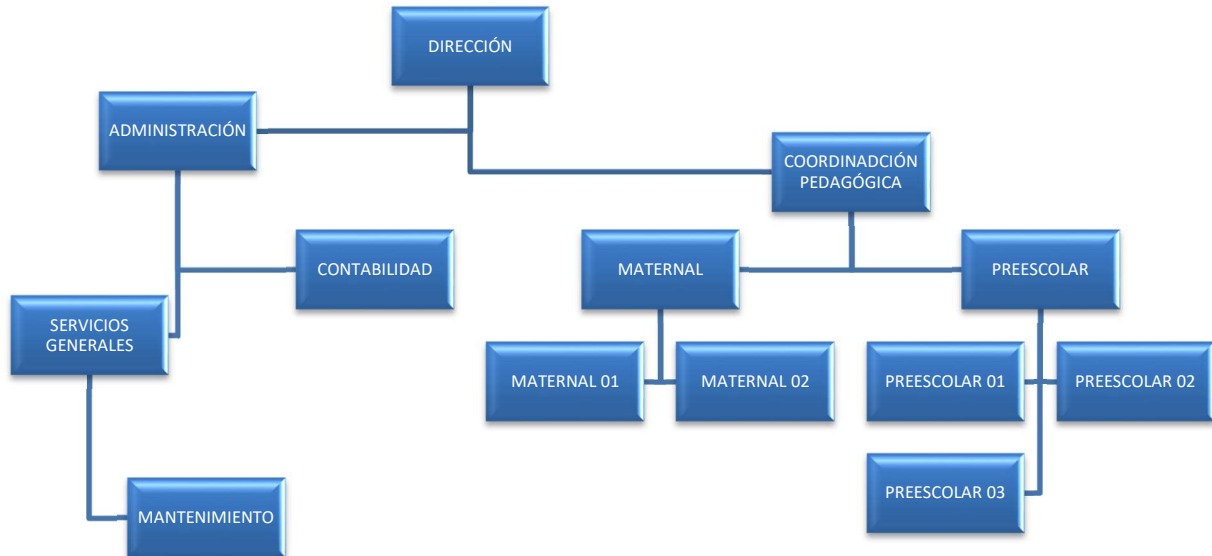 DIRECCIÓN
ADMINISTRACIÓN
COORDINADCIÓN
PEDAGÓGICA
CONTABILIDAD
MATERNAL
PREESCOLAR
SERVICIOS
GENERALES
MATERNAL 01
MATERNAL 02
PREESCOLAR 01
PREESCOLAR 02
PREESCOLAR 03
MANTENIMIENTO